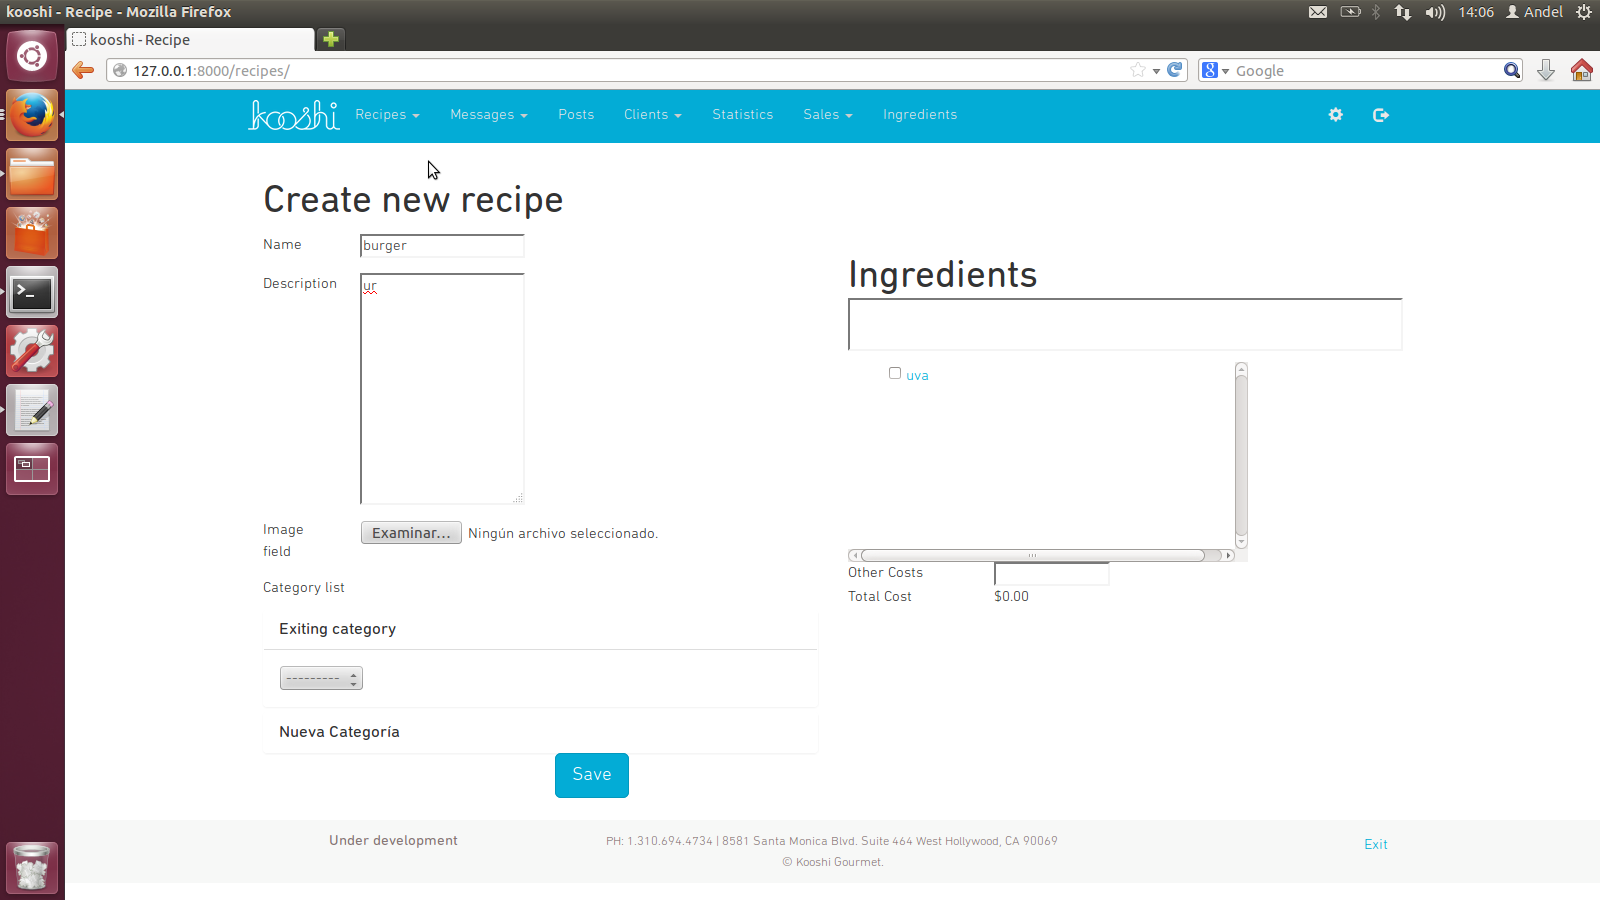 kooshi - Recipe - Mozilla Firefox
14:06 Andel
kooshi - Recipe
127.0.0.1:8000/recipes/
Google
kooshi Recipes Messages Posts Clients Statistics Sales Ingredients
Create new recipe
Name burger
Ingredients
Description ur
uva
Image field
Examinar... Ningún archivo seleccionado.
Other Costs
Category list
Total Cost $0.00
Exiting category
---------
Nueva Categoría
Save
Under development
PH: 1.310.694.4734 | 8581 Santa Monica Blvd. Suite 464 West Hollywood, CA 90069
Exit
© Kooshi Gourmet.